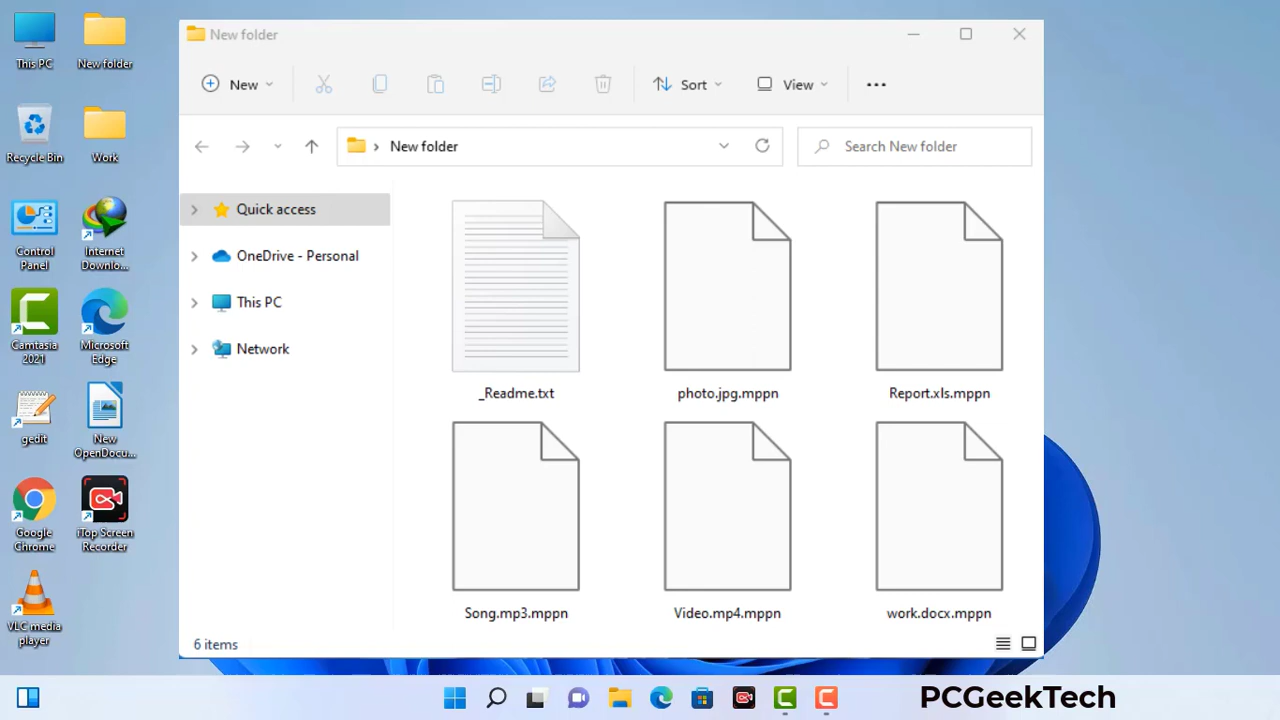 New folder
New
Sort
View
New folder
Search New folder
Quick access
OneDrive - Personal
This PC
Network
_Readme.txt
photo.jpg.mppn
Report.xls.mppn
Song.mp3.mppn
Video.mp4.mppn
work.docx.mppn
6 items
This PC
New folder
Recycle Bin
Work
Control
Panel
Internet
Downlo...
Camtasia
2021
Microsoft
Edge
gedit
New
OpenDocu...
Google
Chrome
iTop Screen
Recorder
VLC media
player
PCGeekTech